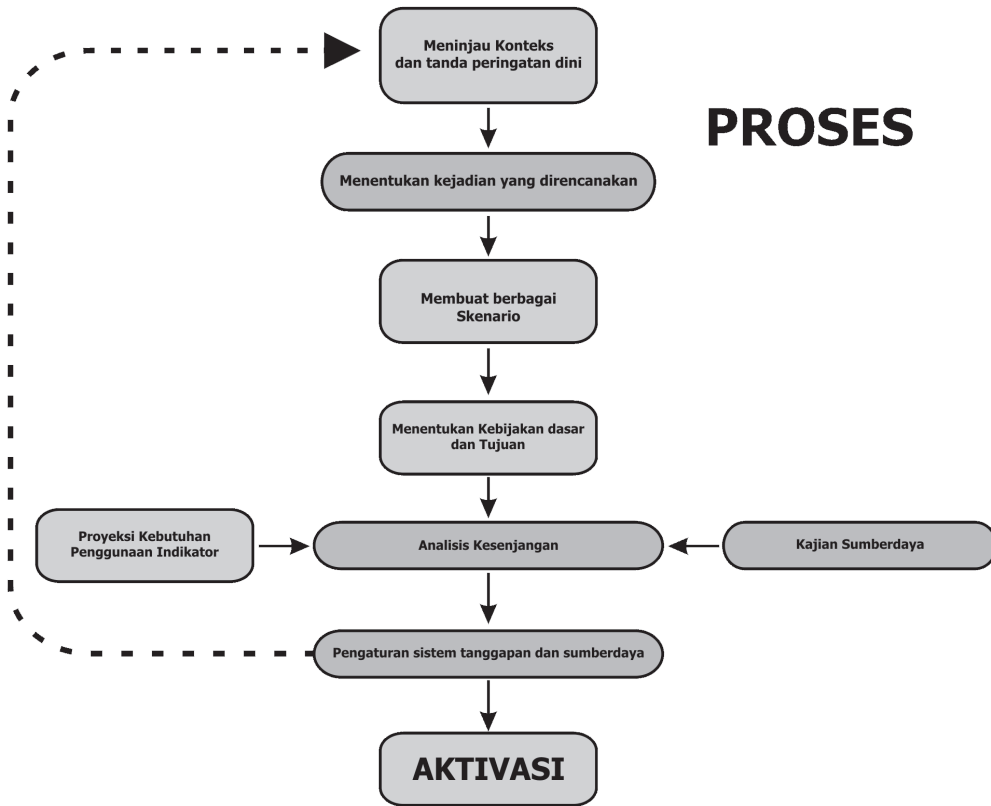 Meninjau Konteks
dan tanda peringatan dini
PROSES
Menentukan kejadian yang direncanakan
Membuat berbagai
Skenario
Menentukan Kebijakan dasar
dan Tujuan
Proyeksi Kebutuhan
Penggunaan Indikator
Analisis Kesenjangan
Kajian Sumberdaya
Pengaturan sistem tanggapan dan sumberdaya
AKTIVASI